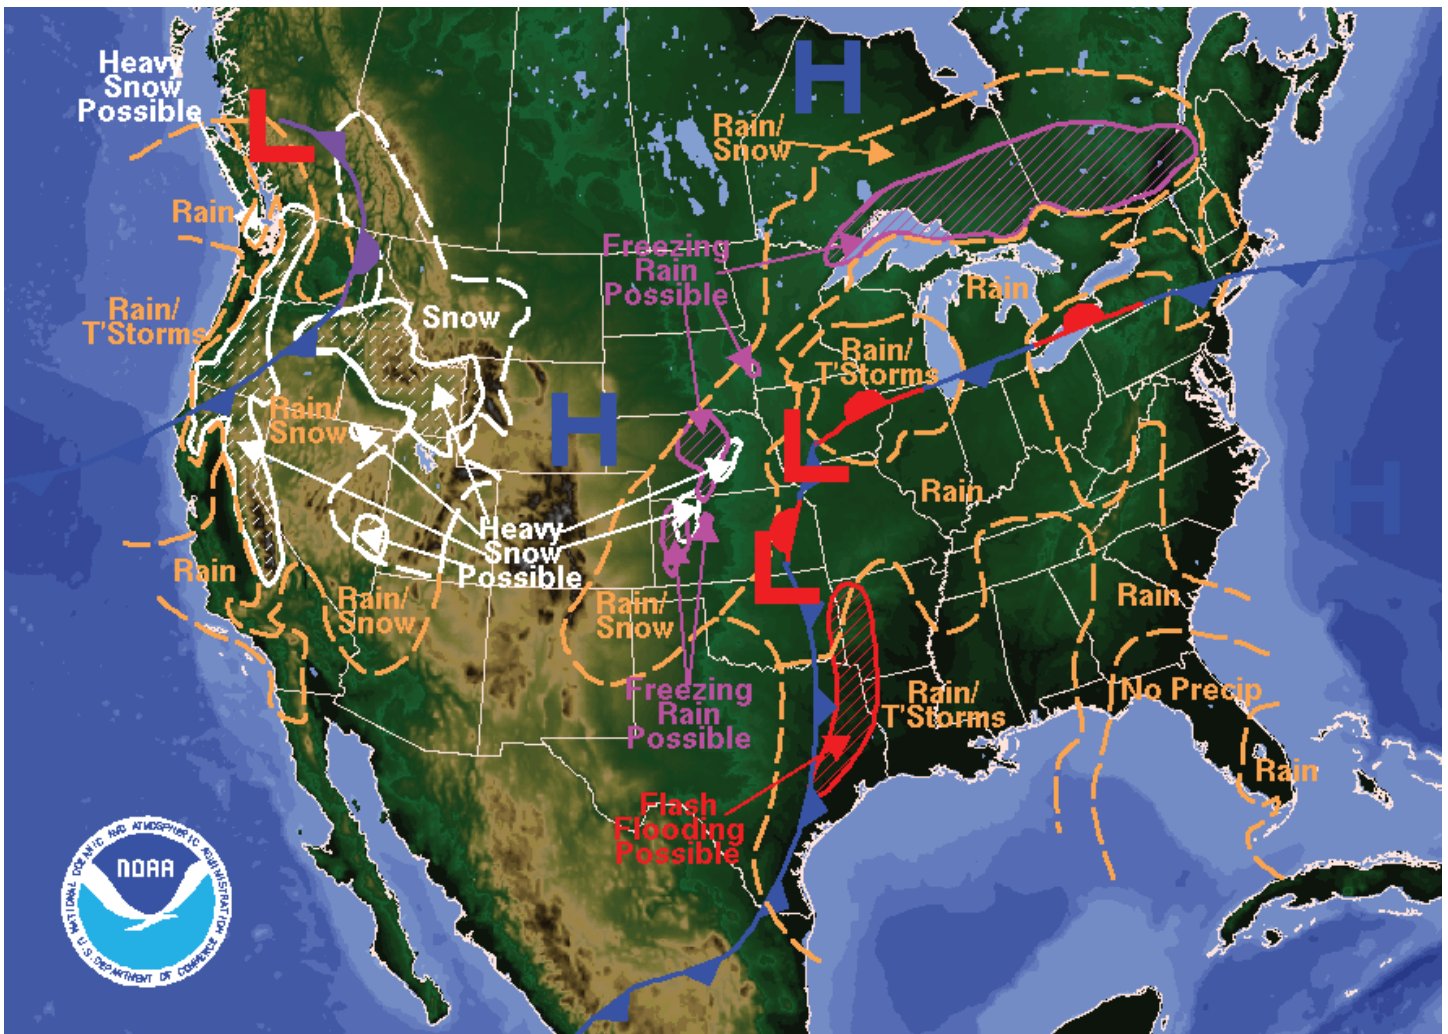 Heavy
Snow
Possible
L
H
Rain/
Snow
Rain
Freezing
Rain
Possible
Rain
Rain/
T'Storms
Snow
Rain/
T'Storms
Rain/
Snow
H
L
H
Rain
Heavy
Snow
Possible
L
Rain
Rain/
Snow
Rain/
Snow
Rain
Freezing
Rain
Possible
Rain/
T'Storms
No Precip
Rain
Flash
Flooding
Possible
NATIONAL OCEANIC AND ATMOSPHERIC ADMINISTRATION
NOAA
U.S. DEPARTMENT OF COMMERCE